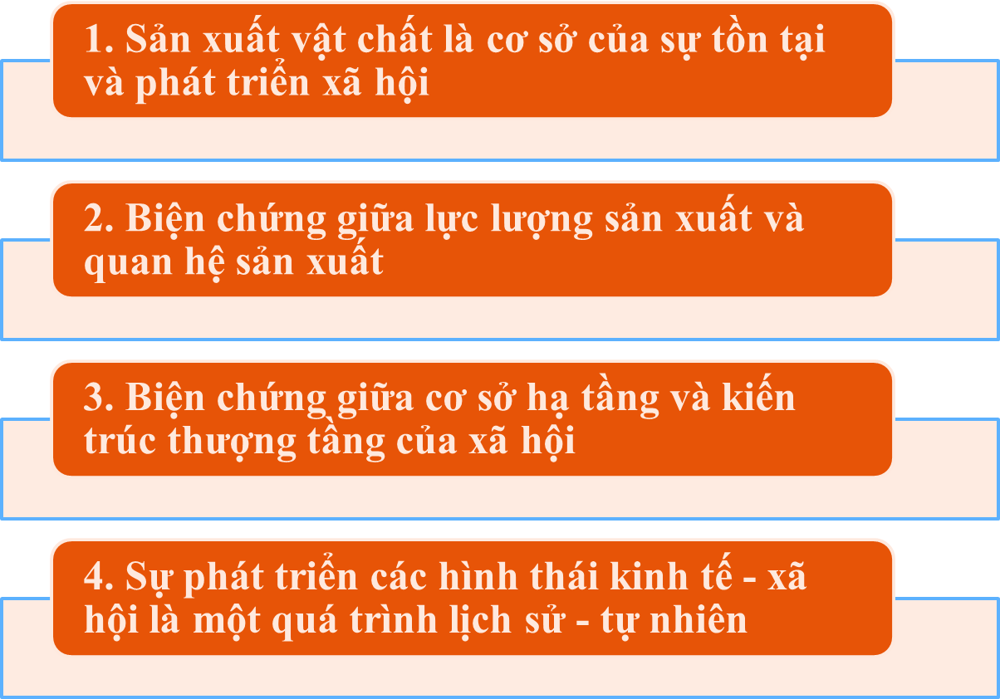 1. Sản xuất vật chất là cơ sở của sự tồn tại
và phát triển xã hội
2. Biện chứng giữa lực lượng sản xuất và
quan hệ sản xuất
3. Biện chứng giữa cơ sở hạ tầng và kiến
trúc thượng tầng của xã hội
4. Sự phát triển các hình thái kinh tế - xã
hội là một quá trình lịch sử - tự nhiên